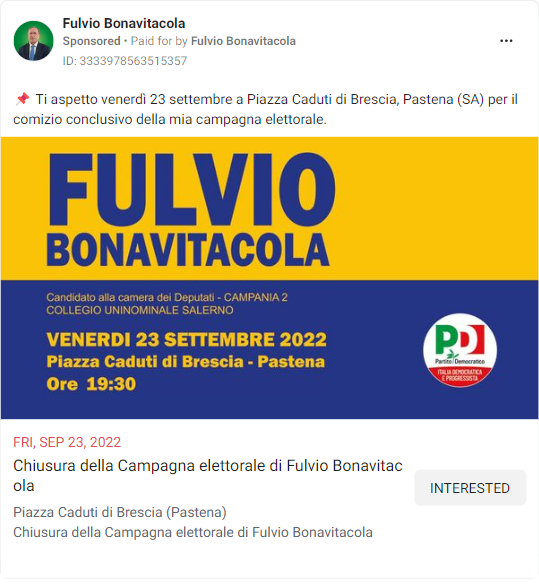 Fulvio Bonavitacola
Sponsored • Paid for by Fulvio Bonavitacola
ID: 3333978563515357
📌 Ti aspetto venerdì 23 settembre a Piazza Caduti di Brescia, Pastena (SA) per il
comizio conclusivo della mia campagna elettorale.
FULVIO
BONAVITACOLA
Candidato alla camera dei Deputati - CAMPANIA 2
COLLEGIO UNINOMINALE SALERNO
VENERDI 23 SETTEMBRE 2022
Piazza Caduti di Brescia - Pastena
Ore 19:30
PD
Partito Democratico
ITALIA DEMOCRATICA
E PROGRESSISTA
FRI, SEP 23, 2022
Chiusura della Campagna elettorale di Fulvio Bonavitac
ola
INTERESTED
Piazza Caduti di Brescia (Pastena)
Chiusura della Campagna elettorale di Fulvio Bonavitacola